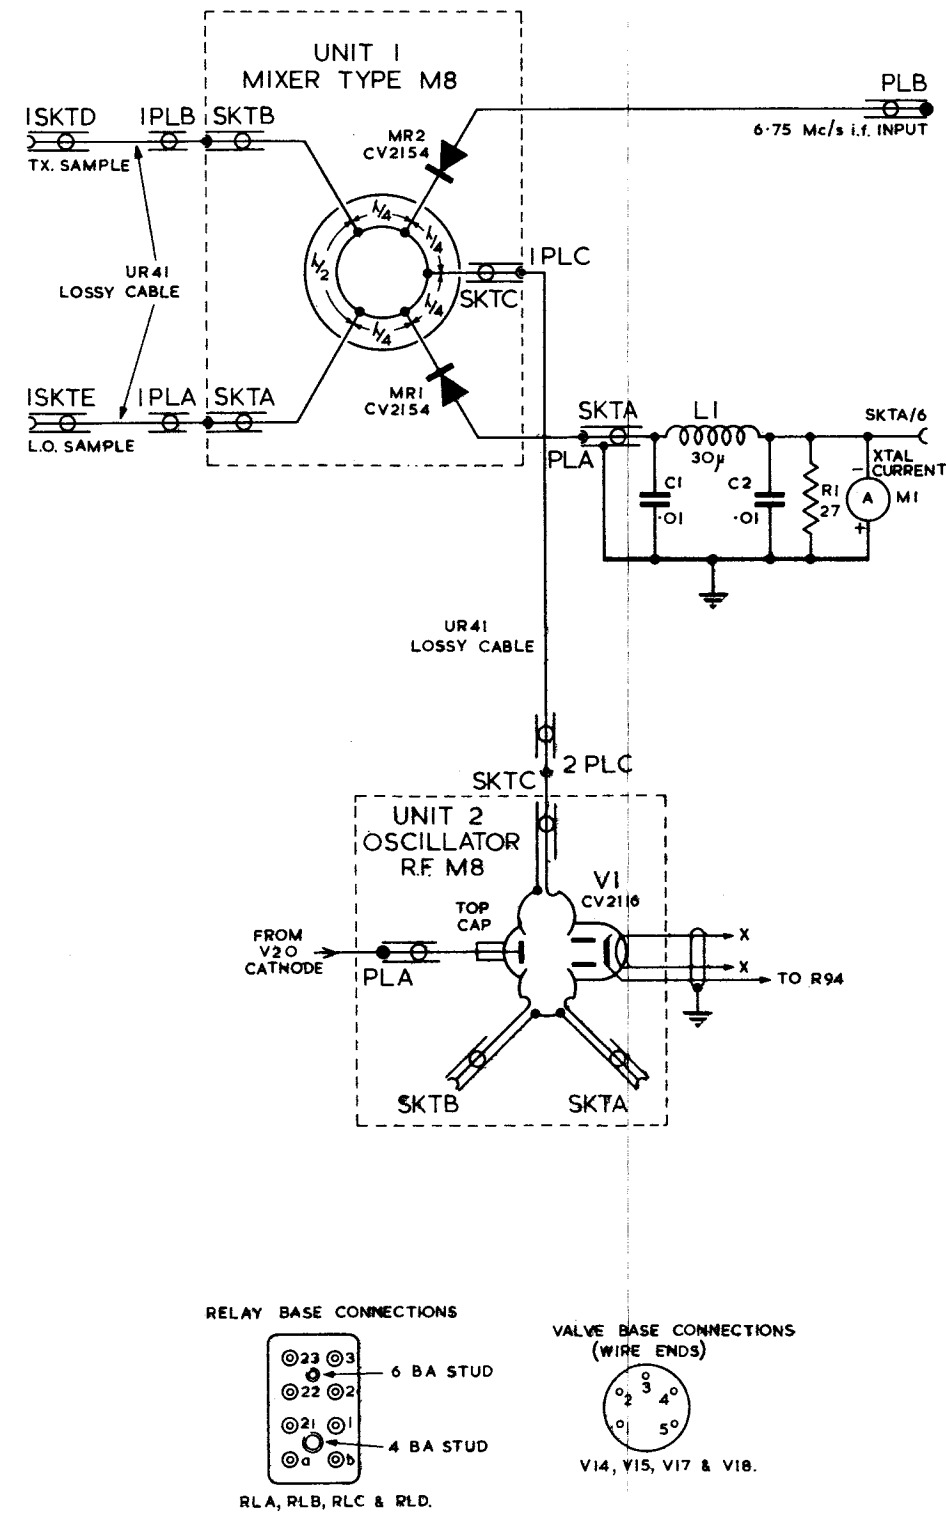 UNIT 1
MIXER TYPE M8
PLB
6·75 Mc/s i.f. INPUT
1SKTD
1PLB
SKTB
TX. SAMPLE
MR2
CV2154
λ/4
λ/4
λ/2
λ/4
λ/4
1PLC
SKTC
UR41
LOSSY CABLE
1SKTE
1PLA
SKTA
L.O. SAMPLE
MR1
CV2154
SKTA
PLA
L1
30µ
SKTA/6
XTAL
CURRENT
C1
·01
C2
·01
R1
27
−
A
M1
+
UR41
LOSSY CABLE
2 PLC
SKTC
UNIT 2
OSCILLATOR
R.F. M8
V1
CV2116
TOP
CAP
FROM
V20
CATNODE
PLA
X
X
TO R94
SKTB
SKTA
RELAY BASE CONNECTIONS
23 3
6 BA STUD
22 2
21 1
4 BA STUD
a b
RLA, RLB, RLC & RLD.
VALVE BASE CONNECTIONS
(WIRE ENDS)
3
2 4
1 5
V14, V15, V17 & V18.